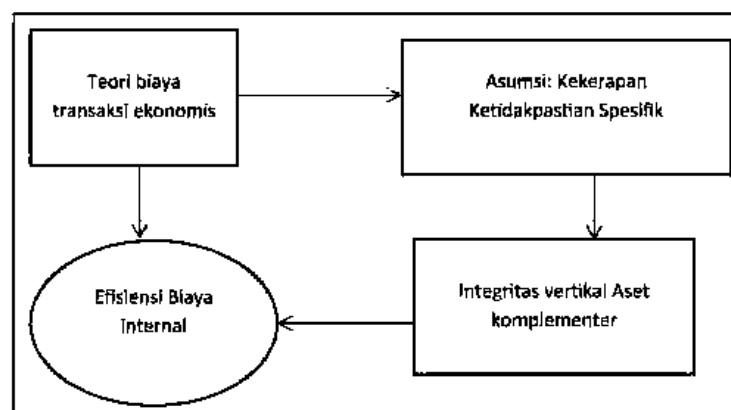 Teori biaya
transaksi ekonomis
Asumsi: Kekerapan
Ketidakpastian Spesifik
Efisiensi Biaya
Internal
Integritas vertikal Aset
komplementer